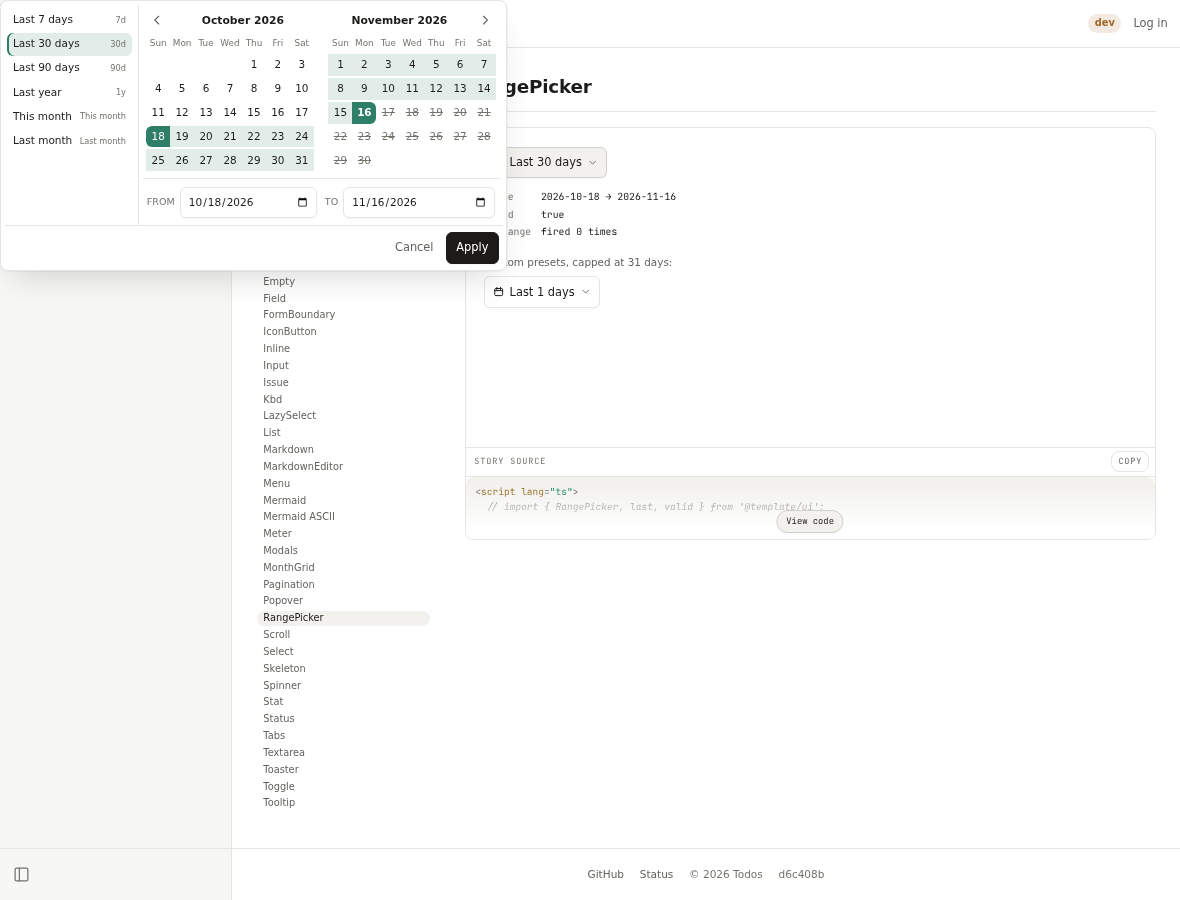 Last 7 days 7d
Last 30 days 30d
Last 90 days 90d
Last year 1y
This month This month
Last month Last month
October 2026
Sun Mon Tue Wed Thu Fri Sat
1 2 3
4 5 6 7 8 9 10
11 12 13 14 15 16 17
18 19 20 21 22 23 24
25 26 27 28 29 30 31
November 2026
Sun Mon Tue Wed Thu Fri Sat
1 2 3 4 5 6 7
8 9 10 11 12 13 14
15 16 17 18 19 20 21
22 23 24 25 26 27 28
29 30
FROM 10/18/2026 TO 11/16/2026
Cancel Apply
dev Log in
gePicker
Last 30 days
e 2026-10-18 → 2026-11-16
d true
ange fired 0 times
om presets, capped at 31 days:
Last 1 days
STORY SOURCE COPY
<script lang="ts">
// import { RangePicker, last, valid } from '@template/ui';
View code
Empty
Field
FormBoundary
IconButton
Inline
Input
Issue
Kbd
LazySelect
List
Markdown
MarkdownEditor
Menu
Mermaid
Mermaid ASCII
Meter
Modals
MonthGrid
Pagination
Popover
RangePicker
Scroll
Select
Skeleton
Spinner
Stat
Status
Tabs
Textarea
Toaster
Toggle
Tooltip
GitHub Status © 2026 Todos d6c408b